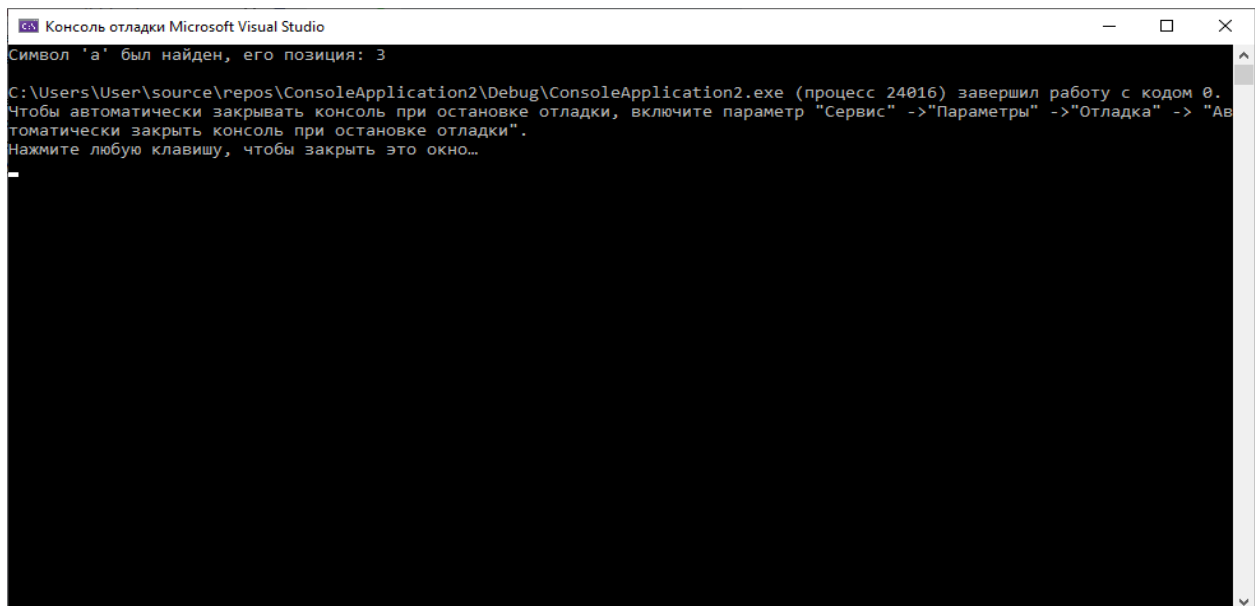 Консоль отладки Microsoft Visual Studio
Символ 'a' был найден, его позиция: 3
C:\Users\User\source\repos\ConsoleApplication2\Debug\ConsoleApplication2.exe (процесс 24016) завершил работу с кодом 0.
Чтобы автоматически закрывать консоль при остановке отладки, включите параметр "Сервис" ->"Параметры" ->"Отладка" -> "Ав
томатически закрыть консоль при остановке отладки".
Нажмите любую клавишу, чтобы закрыть это окно…